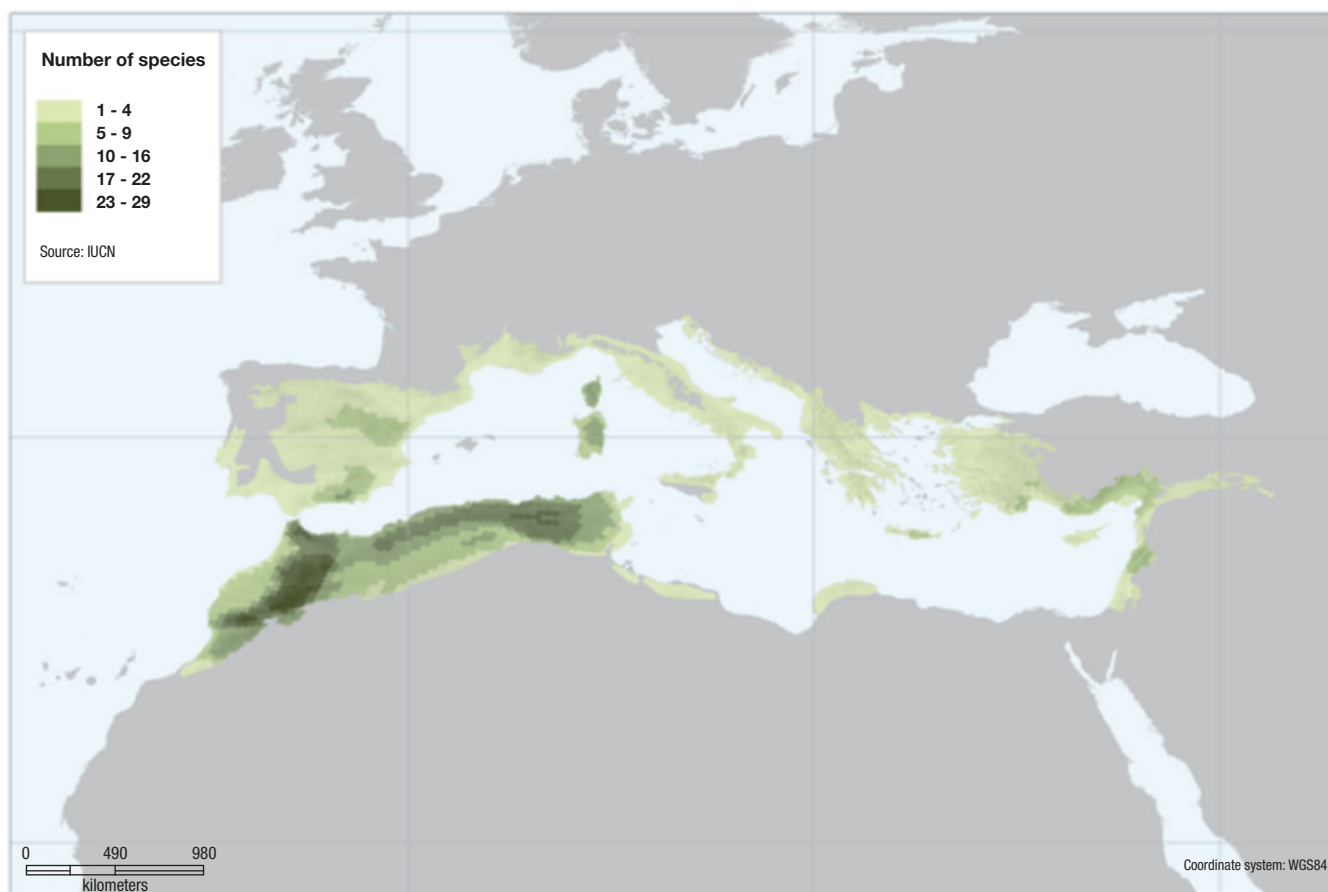 Number of species
1 - 4
5 - 9
10 - 16
17 - 22
23 - 29
Source: IUCN
0 490 980
kilometers
Coordinate system: WGS84